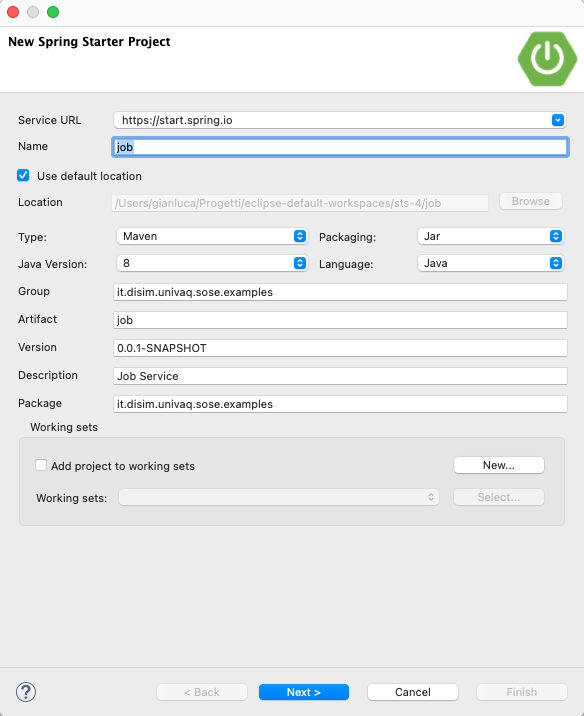 New Spring Starter Project
Service URL https://start.spring.io
Name job
Use default location
Location /Users/gianluca/Progetti/eclipse-default-workspaces/sts-4/job Browse
Type: Maven Packaging: Jar
Java Version: 8 Language: Java
Group it.disim.univaq.sose.examples
Artifact job
Version 0.0.1-SNAPSHOT
Description Job Service
Package it.disim.univaq.sose.examples
Working sets
Add project to working sets New...
Working sets: Select...
? < Back Next > Cancel Finish